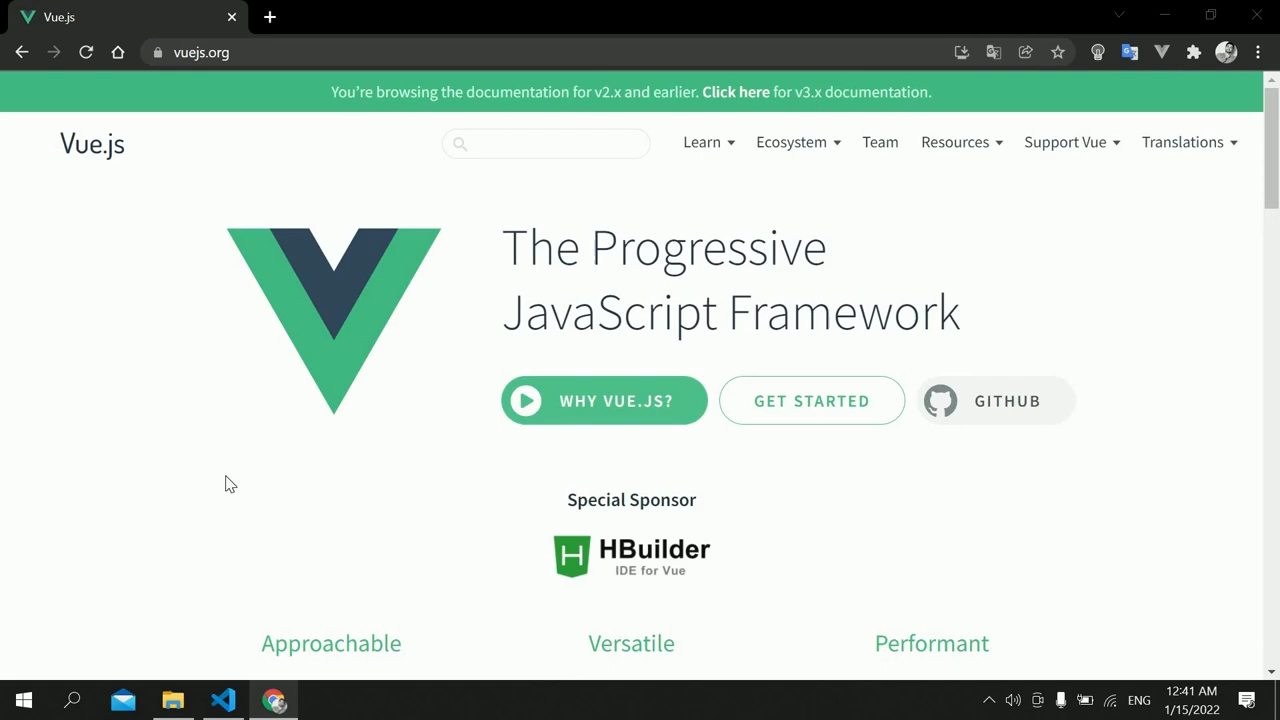 Vue.js
vuejs.org
You're browsing the documentation for v2.x and earlier. Click here for v3.x documentation.
Vue.js
Learn
Ecosystem
Team
Resources
Support Vue
Translations
The Progressive
JavaScript Framework
WHY VUE.JS?
GET STARTED
GITHUB
Special Sponsor
H
HBuilder
IDE for Vue
Approachable
Versatile
Performant
ENG
12:41 AM
1/15/2022